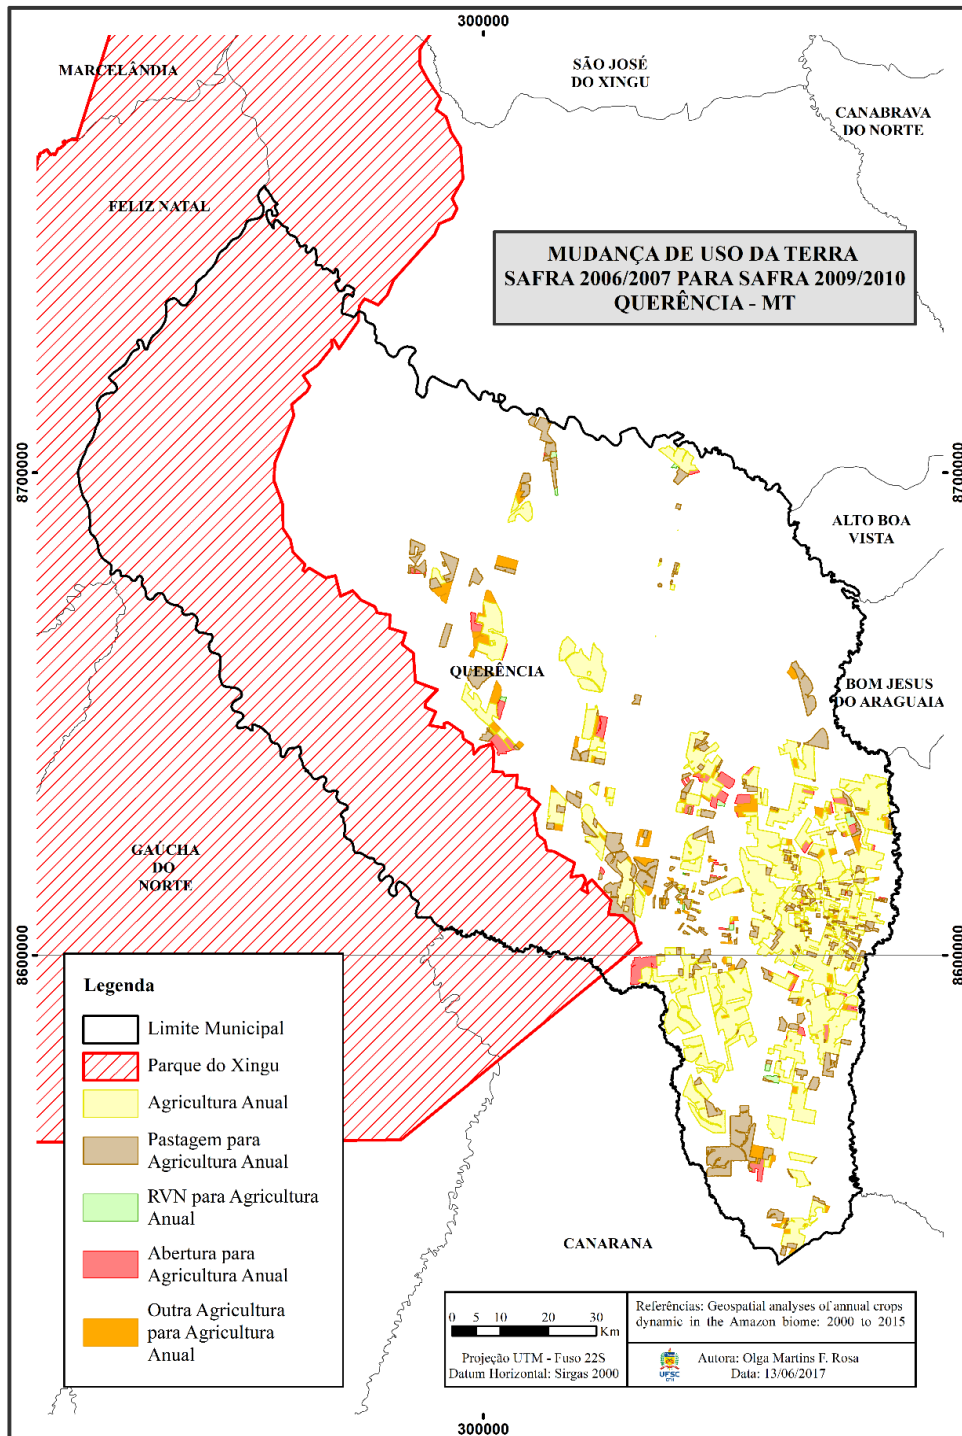 300000
MARCELÂNDIA
SÃO JOSÉ
DO XINGU
CANABRAVA
DO NORTE
FELIZ NATAL
MUDANÇA DE USO DA TERRA
SAFRA 2006/2007 PARA SAFRA 2009/2010
QUERÊNCIA - MT
8700000
8700000
ALTO BOA
VISTA
QUERÊNCIA
BOM JESUS
DO ARAGUAIA
GAÚCHA
DO
NORTE
8600000
8600000
Legenda
Limite Municipal
Parque do Xingu
Agricultura Anual
Pastagem para
Agricultura Anual
RVN para Agricultura
Anual
Abertura para
Agricultura Anual
Outra Agricultura
para Agricultura
Anual
CANARANA
0 5 10 20 30
Km
Projeção UTM - Fuso 22S
Datum Horizontal: Sirgas 2000
Referências: Geospatial analyses of annual crops
dynamic in the Amazon biome: 2000 to 2015
UFSC
Autora: Olga Martins F. Rosa
Data: 13/06/2017
300000